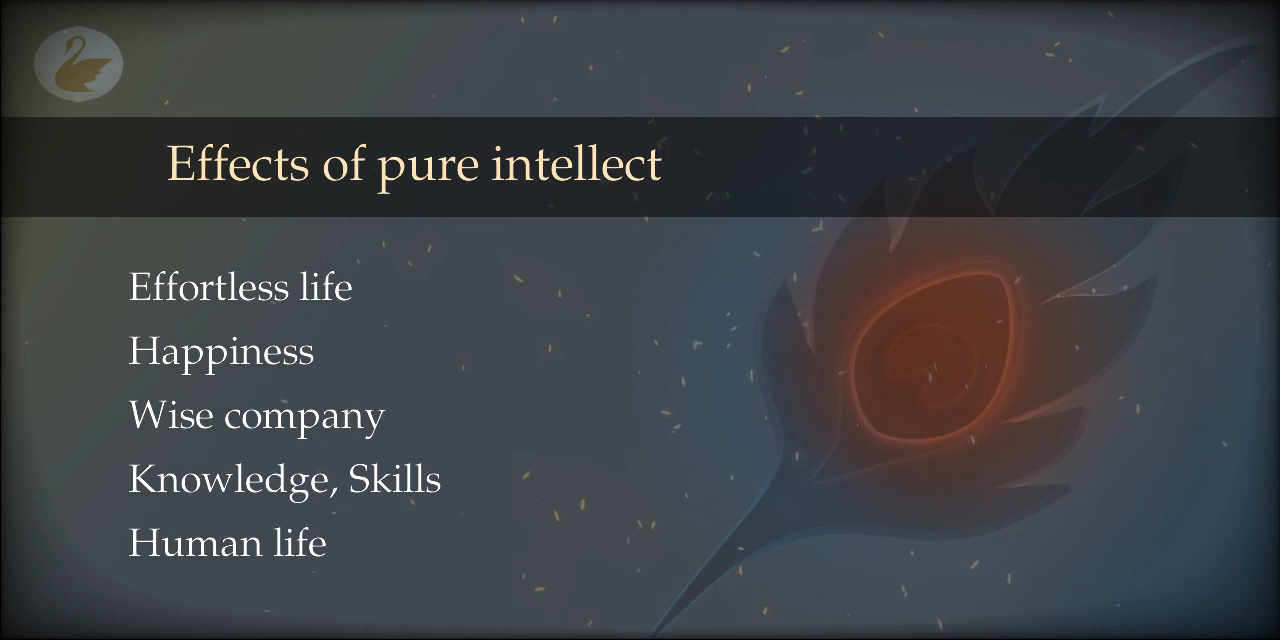 Effects of pure intellect
Effortless life
Happiness
Wise company
Knowledge, Skills
Human life